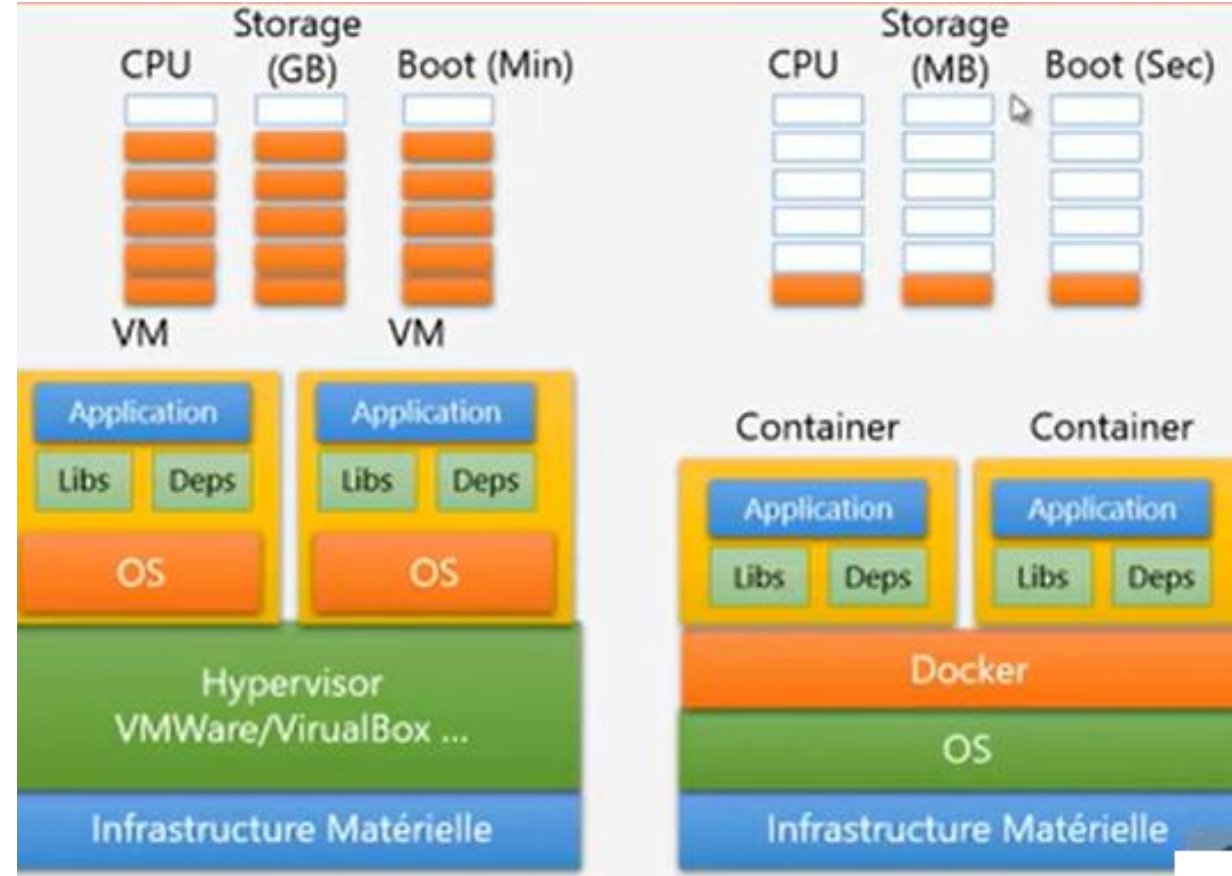 Storage
CPU (GB) Boot (Min)
VM VM
Application Application
Libs Deps Libs Deps
OS OS
Hypervisor
VMWare/VirualBox ...
Infrastructure Matérielle
Storage
CPU (MB) Boot (Sec)
Container Container
Application Application
Libs Deps Libs Deps
Docker
OS
Infrastructure Matérielle